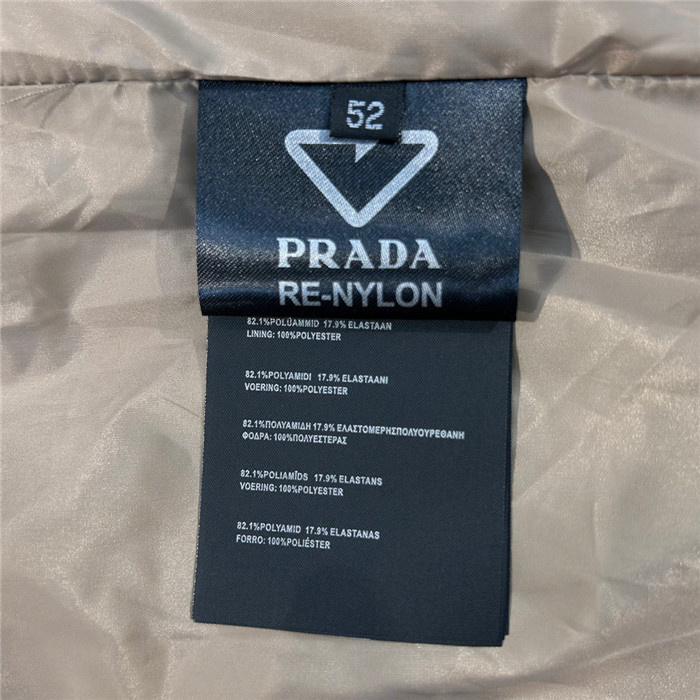 52
PRADA
RE-NYLON
82.1%POLÜAMMID 17.9% ELASTAAN
LINING: 100%POLYESTER
82.1%POLYAMIDI 17.9% ELASTAANI
VOERING: 100%POLYESTER
82.1%ΠΟΛΥΑΜΙΔΗ 17.9% ΕΛΑΣΤΟΜΕΡΗΣΠΟΛΥΟΥΡΕΘΑΝΗ
ΦΟΔΡΑ: 100%ΠΟΛΥΕΣΤΕΡΑΣ
82.1%POLIAMĪDS 17.9% ELASTANS
VOERING: 100%POLYESTER
82.1%POLYAMID 17.9% ELASTANAS
FORRO: 100%POLIÉSTER